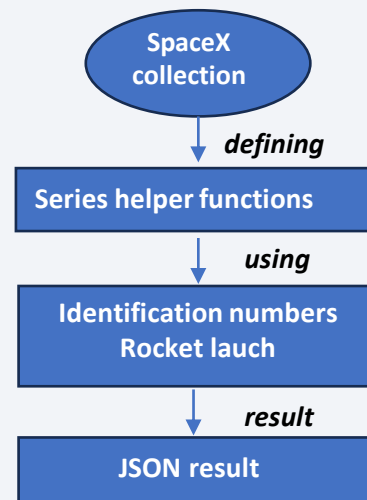 SpaceX
collection
defining
Series helper functions
using
Identification numbers
Rocket lauch
result
JSON result